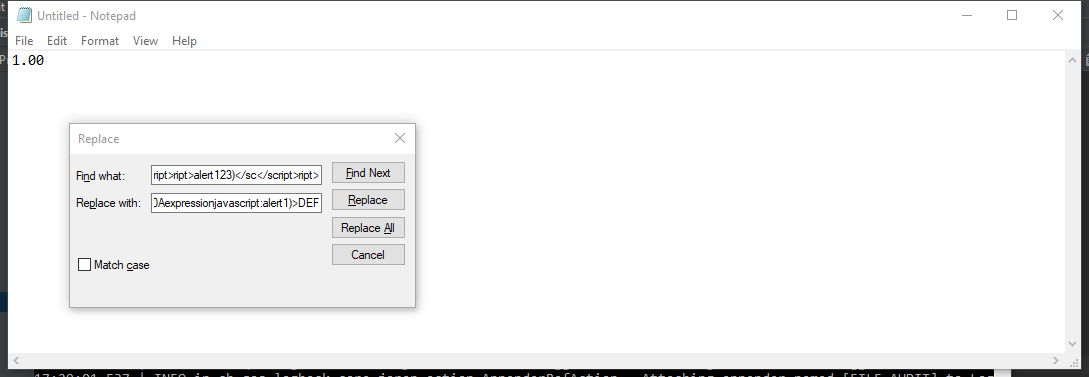 Untitled - Notepad
File Edit Format View Help
1.00
Replace
Find what: ript>ript>alert123)</sc</script>ript> Find Next
Replace with: 0Aexpressionjavascript:alert1)>DEF Replace
Replace All
Cancel
Match case